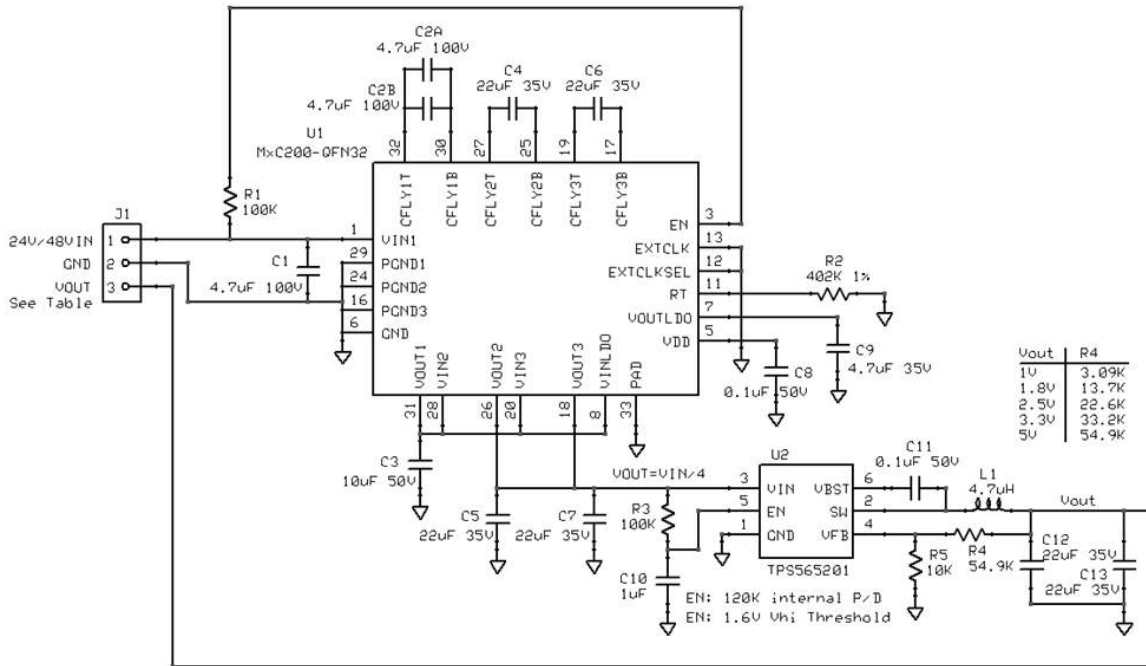 C2A
4.7uF 100V
C2B
4.7uF 100V
C4
22uF 35V
C6
22uF 35V
U1
MxC200-QFN32
32
30
27
25
19
17
CFLY1T
CFLY1B
CFLY2T
CFLY2B
CFLY3T
CFLY3B
R1
100K
J1
24V/48VIN
1
GND
2
VOUT
3
See Table
C1
4.7uF 100V
1
VIN1
29
PGND1
24
PGND2
16
PGND3
6
GND
EN
3
EXTCLK
13
EXTCLKSEL
12
RT
11
VOUTLDO
7
VDD
5
R2
402K 1%
C9
4.7uF 35V
C8
0.1uF 50V
VOUT1
VIN2
VOUT2
VIN3
VOUT3
VINLDO
PAD
31
28
26
20
18
8
33
Vout R4
1V 3.09K
1.8V 13.7K
2.5V 22.6K
3.3V 33.2K
5V 54.9K
C3
10uF 50V
C5
22uF 35V
C7
22uF 35V
VOUT=VIN/4
R3
100K
C10
1uF
U2
3
VIN
5
EN
1
GND
VBST
6
SW
2
VFB
4
TPS565201
C11
0.1uF 50V
L1
4.7uH
Vout
R5
10K
R4
54.9K
C12
22uF 35V
C13
22uF 35V
EN: 120K internal P/D
EN: 1.6V Vhi Threshold